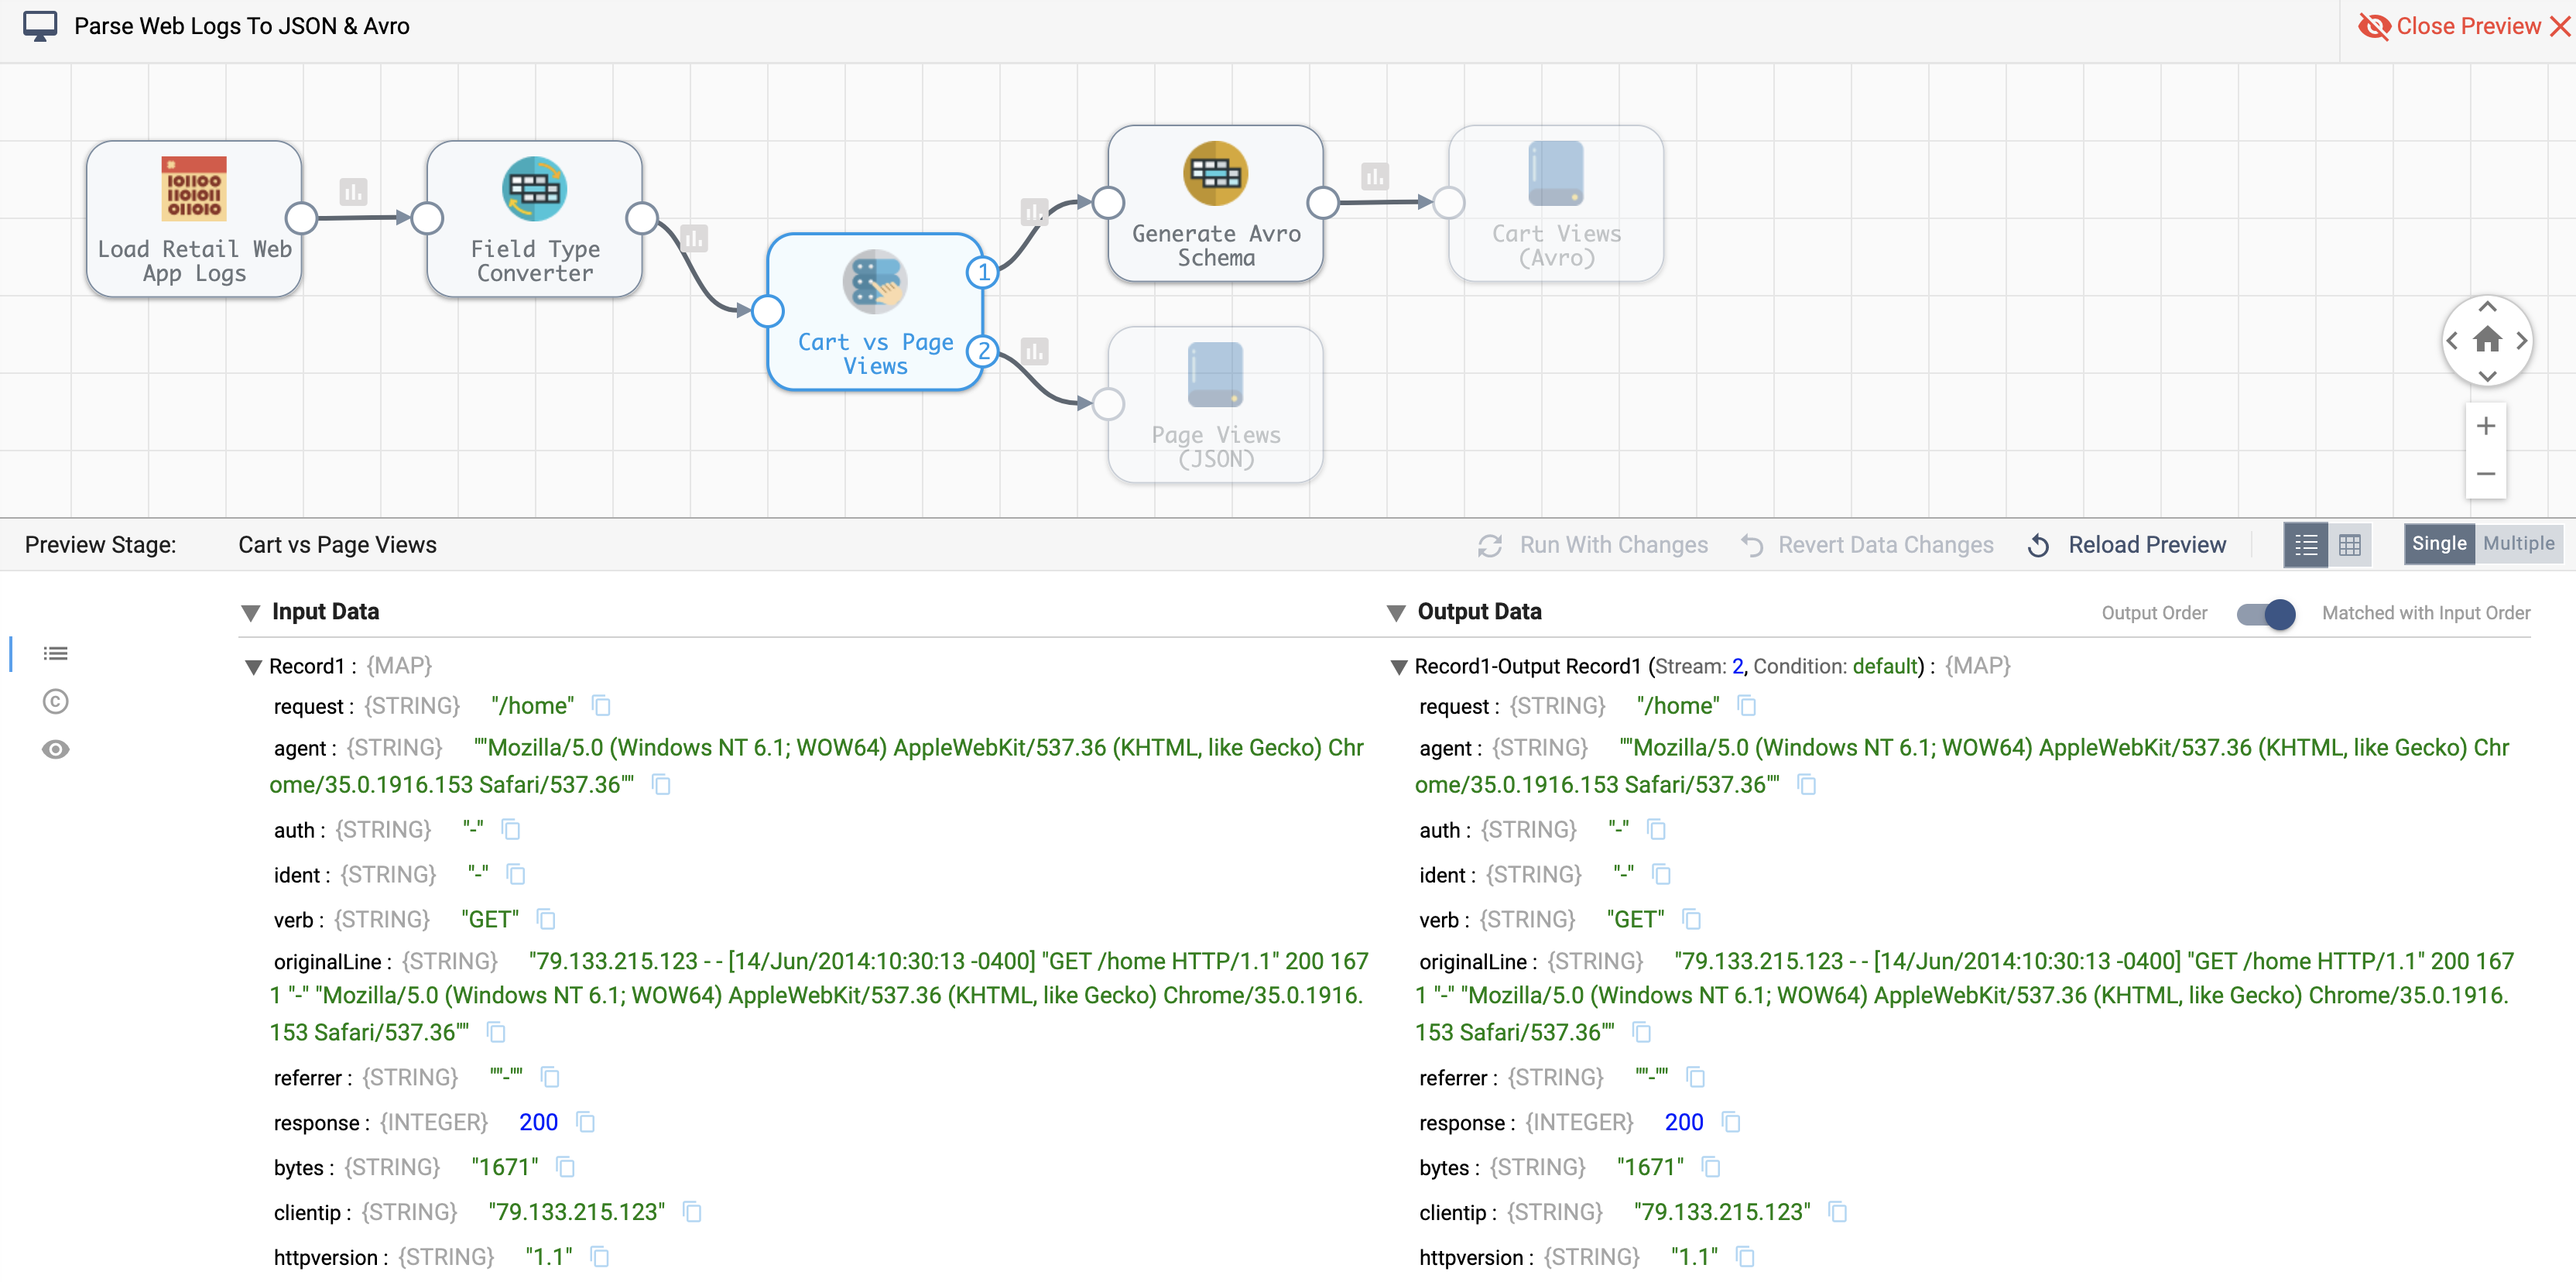 Parse Web Logs To JSON & Avro
Close Preview
101100
110101
011010
Load Retail Web
App Logs
Field Type
Converter
Cart vs Page
Views
1
2
Generate Avro
Schema
Cart Views
(Avro)
Page Views
(JSON)
Preview Stage: Cart vs Page Views
Run With Changes
Revert Data Changes
Reload Preview
Single
Multiple
Input Data
Record1 : {MAP}
request : {STRING} "/home"
agent : {STRING} ""Mozilla/5.0 (Windows NT 6.1; WOW64) AppleWebKit/537.36 (KHTML, like Gecko) Chr
ome/35.0.1916.153 Safari/537.36""
auth : {STRING} "-"
ident : {STRING} "-"
verb : {STRING} "GET"
originalLine : {STRING} "79.133.215.123 - - [14/Jun/2014:10:30:13 -0400] "GET /home HTTP/1.1" 200 167
1 "-" "Mozilla/5.0 (Windows NT 6.1; WOW64) AppleWebKit/537.36 (KHTML, like Gecko) Chrome/35.0.1916.
153 Safari/537.36""
referrer : {STRING} ""-""
response : {INTEGER} 200
bytes : {STRING} "1671"
clientip : {STRING} "79.133.215.123"
httpversion : {STRING} "1.1"
Output Data
Output Order
Matched with Input Order
Record1-Output Record1 (Stream: 2, Condition: default) : {MAP}
request : {STRING} "/home"
agent : {STRING} ""Mozilla/5.0 (Windows NT 6.1; WOW64) AppleWebKit/537.36 (KHTML, like Gecko) Chr
ome/35.0.1916.153 Safari/537.36""
auth : {STRING} "-"
ident : {STRING} "-"
verb : {STRING} "GET"
originalLine : {STRING} "79.133.215.123 - - [14/Jun/2014:10:30:13 -0400] "GET /home HTTP/1.1" 200 167
1 "-" "Mozilla/5.0 (Windows NT 6.1; WOW64) AppleWebKit/537.36 (KHTML, like Gecko) Chrome/35.0.1916.
153 Safari/537.36""
referrer : {STRING} ""-""
response : {INTEGER} 200
bytes : {STRING} "1671"
clientip : {STRING} "79.133.215.123"
httpversion : {STRING} "1.1"